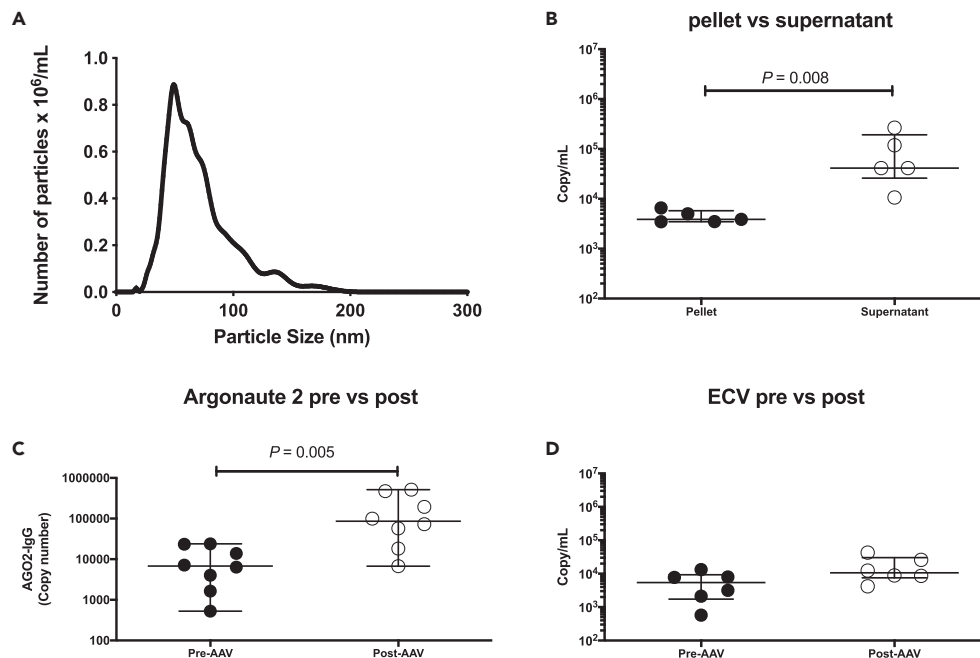 A
Number of particles x 10⁶/mL
1.0
0.8
0.6
0.4
0.2
0.0
0
100
200
300
Particle Size (nm)
B
pellet vs supernatant
P = 0.008
Copy/mL
10⁷
10⁶
10⁵
10⁴
10³
10²
Pellet
Supernatant
Argonaute 2 pre vs post
C
P = 0.005
AGO2-IgG
(Copy number)
1000000
100000
10000
1000
100
Pre-AAV
Post-AAV
ECV pre vs post
D
Copy/mL
10⁷
10⁶
10⁵
10⁴
10³
10²
Pre-AAV
Post-AAV